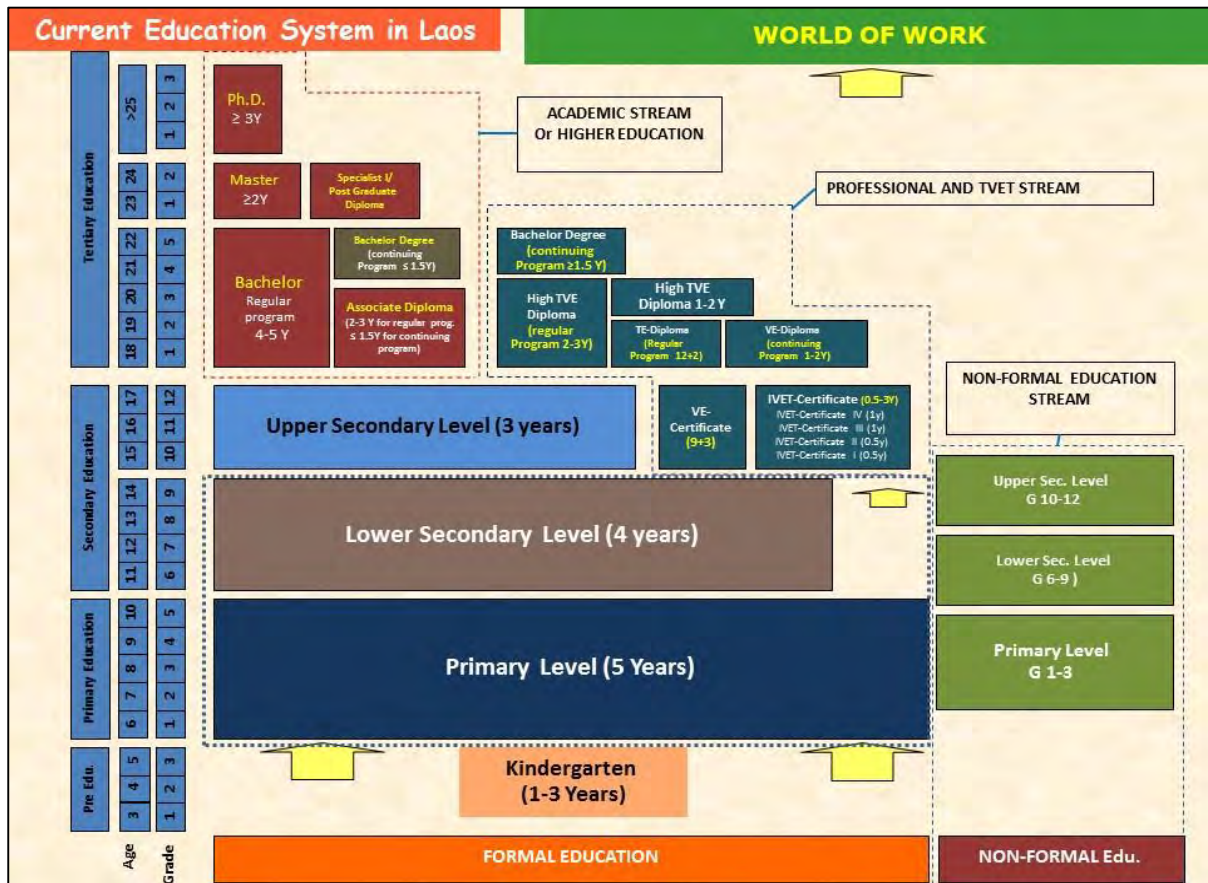 Current Education System in Laos
WORLD OF WORK
Tertiary Education
>25
3
2
1
24
23
2
1
22
21
20
19
18
5
4
3
2
1
Ph.D.
≥ 3Y
Master
≥2Y
Specialist I/
Post Graduate
Diploma
Bachelor
Regular
program
4-5 Y
Bachelor Degree
(continuing
Program ≤ 1.5Y)
Associate Diploma
(2-3 Y for regular prog.
≤ 1.5Y for continuing
program)
ACADEMIC STREAM
Or HIGHER EDUCATION
PROFESSIONAL AND TVET STREAM
Bachelor Degree
(continuing
Program ≥1.5 Y)
High TVE
Diploma
(regular
Program 2-3Y)
High TVE
Diploma 1-2 Y
TE-Diploma
(Regular
Program 12+2)
VE-Diploma
(continuing
Program 1-2Y)
Secondary Education
17
16
15
12
11
10
14
13
12
11
9
8
7
6
Upper Secondary Level (3 years)
VE-
Certificate
(9+3)
IVET-Certificate (0.5-3Y)
IVET-Certificate IV (1y)
IVET-Certificate III (1y)
IVET-Certificate II (0.5y)
IVET-Certificate I (0.5y)
NON-FORMAL EDUCATION
STREAM
Lower Secondary Level (4 years)
Upper Sec. Level
G 10-12
Lower Sec. Level
G 6-9 )
Primary Education
10
9
8
7
6
5
4
3
2
1
Primary Level (5 Years)
Primary Level
G 1-3
Pre Edu.
5
4
3
3
2
1
Kindergarten
(1-3 Years)
Age
Grade
FORMAL EDUCATION
NON-FORMAL Edu.